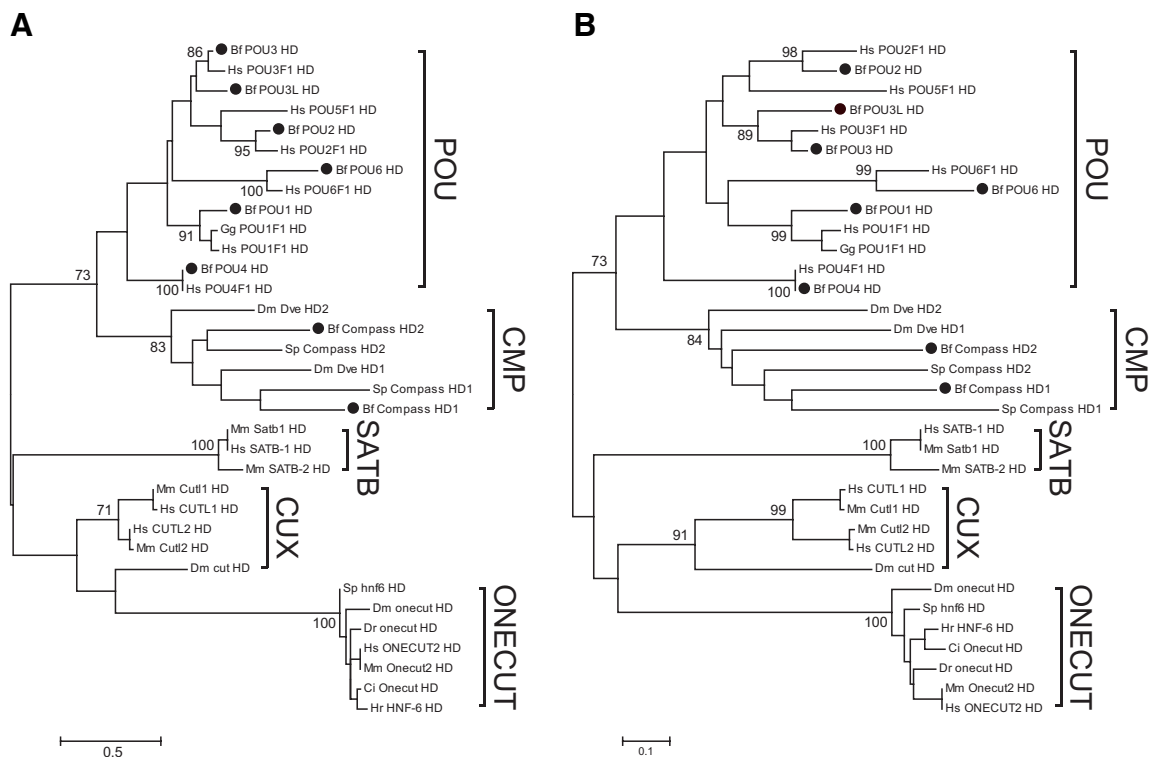 A
86
Bf POU3 HD
Hs POU3F1 HD
Bf POU3L HD
Hs POU5F1 HD
Bf POU2 HD
95
Hs POU2F1 HD
Bf POU6 HD
100
Hs POU6F1 HD
Bf POU1 HD
91
Gg POU1F1 HD
Hs POU1F1 HD
Bf POU4 HD
100
Hs POU4F1 HD
POU
73
Dm Dve HD2
Bf Compass HD2
83
Sp Compass HD2
Dm Dve HD1
Sp Compass HD1
Bf Compass HD1
CMP
Mm Satb1 HD
100
Hs SATB-1 HD
Mm SATB-2 HD
SATB
Mm Cutl1 HD
Hs CUTL1 HD
71
Hs CUTL2 HD
Mm Cutl2 HD
Dm cut HD
CUX
Sp hnf6 HD
Dm onecut HD
100
Dr onecut HD
Hs ONECUT2 HD
Mm Onecut2 HD
Ci Onecut HD
Hr HNF-6 HD
ONECUT
0.5
B
98
Hs POU2F1 HD
Bf POU2 HD
Hs POU5F1 HD
Bf POU3L HD
89
Hs POU3F1 HD
Bf POU3 HD
99
Hs POU6F1 HD
Bf POU6 HD
Bf POU1 HD
99
Hs POU1F1 HD
Gg POU1F1 HD
Hs POU4F1 HD
100
Bf POU4 HD
POU
73
Dm Dve HD2
Dm Dve HD1
84
Bf Compass HD2
Sp Compass HD2
Bf Compass HD1
Sp Compass HD1
CMP
Hs SATB-1 HD
100
Mm Satb1 HD
Mm SATB-2 HD
SATB
Hs CUTL1 HD
99
Mm Cutl1 HD
Mm Cutl2 HD
91
Hs CUTL2 HD
Dm cut HD
CUX
Dm onecut HD
Sp hnf6 HD
100
Hr HNF-6 HD
Ci Onecut HD
Dr onecut HD
Mm Onecut2 HD
Hs ONECUT2 HD
ONECUT
0.1